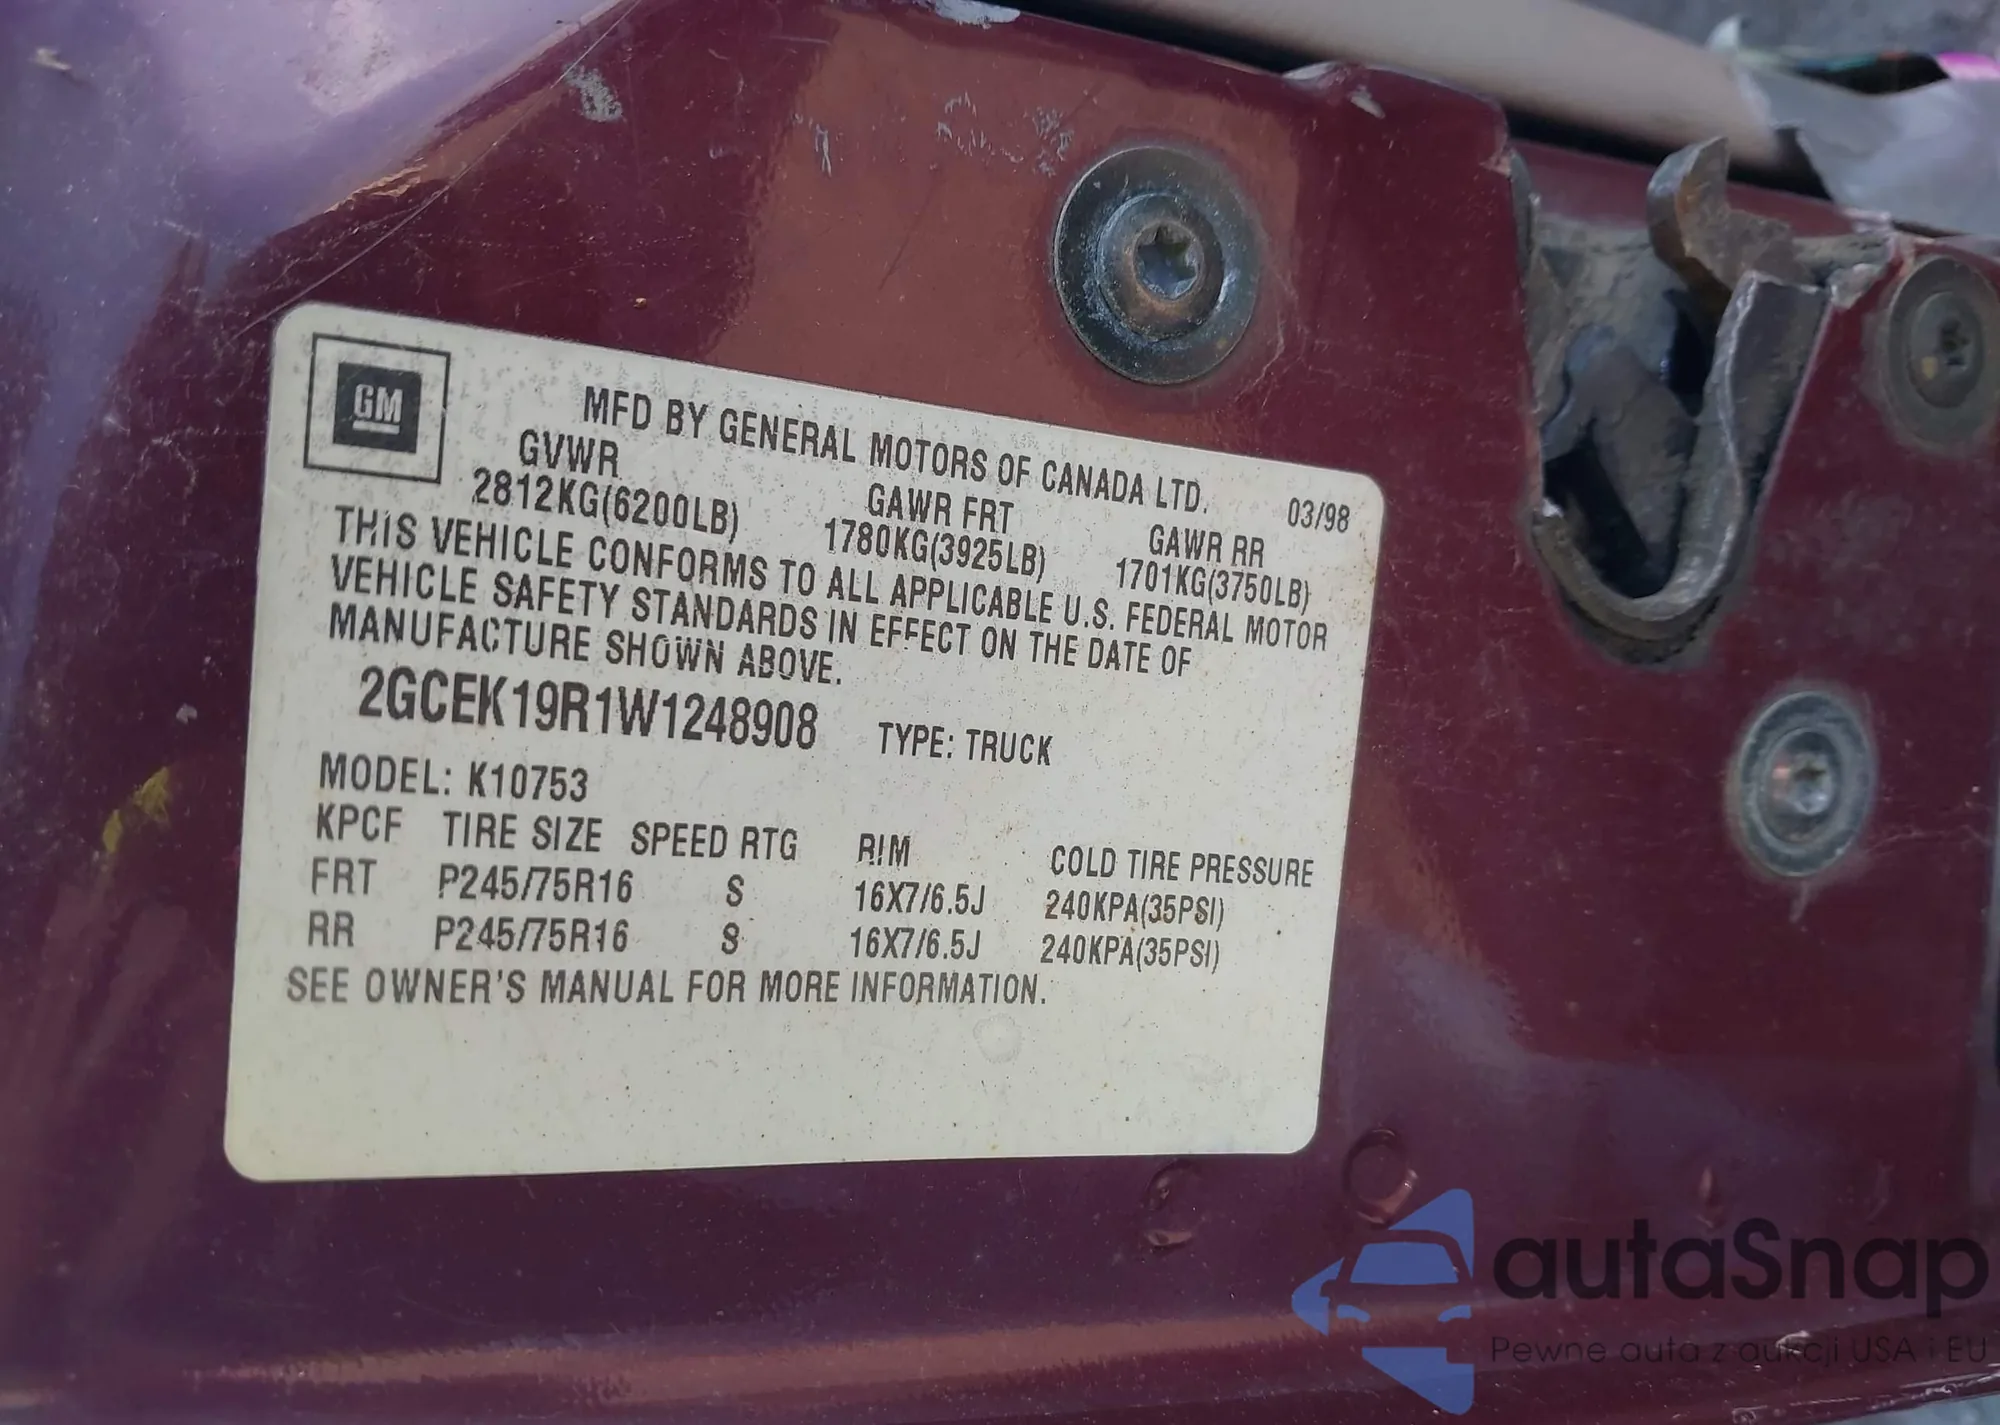 GM
MFD BY GENERAL MOTORS OF CANADA LTD.
03/98
GVWR GAWR FRT GAWR RR
2812KG(6200LB) 1780KG(3925LB) 1701KG(3750LB)
THIS VEHICLE CONFORMS TO ALL APPLICABLE U.S. FEDERAL MOTOR
VEHICLE SAFETY STANDARDS IN EFFECT ON THE DATE OF
MANUFACTURE SHOWN ABOVE.
2GCEK19R1W1248908 TYPE: TRUCK
MODEL: K10753
KPCF TIRE SIZE SPEED RTG RIM COLD TIRE PRESSURE
FRT P245/75R16 S 16X7/6.5J 240KPA(35PSI)
RR P245/75R16 S 16X7/6.5J 240KPA(35PSI)
SEE OWNER'S MANUAL FOR MORE INFORMATION.
autaSnap
Pewne auta z aukcji USA i EU